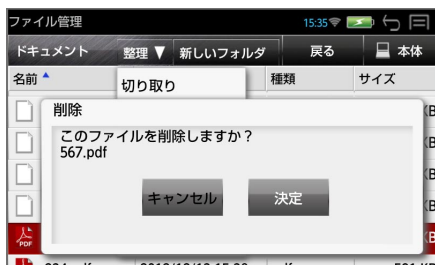 ファイル管理 15:35
ドキュメント 整理 ▼ 新しいフォルダ 戻る 本体
名前 ▲ 種類 サイズ
切り取り
削除
このファイルを削除しますか？
567.pdf
キャンセル 決定
PDF